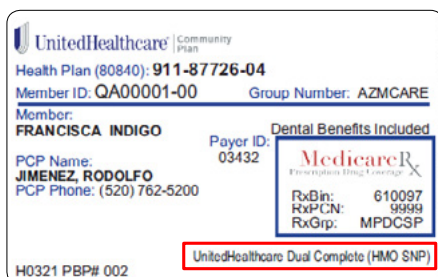 UnitedHealthcare Community Plan
Health Plan (80840): 911-87726-04
Member ID: QA00001-00 Group Number: AZMCARE
Member:
FRANCISCA INDIGO
Dental Benefits Included
Payer ID:
03432
PCP Name:
JIMENEZ, RODOLFO
PCP Phone: (520) 762-5200
MedicareRx
Prescription Drug Coverage
RxBin: 610097
RxPCN: 9999
RxGrp: MPDCSP
UnitedHealthcare Dual Complete (HMO SNP)
H0321 PBP# 002